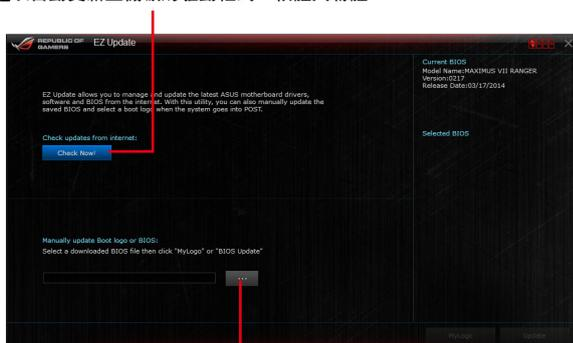 REPUBLIC OF
GAMERS
EZ Update
Current BIOS
Model Name:MAXIMUS VII RANGER
Version:0217
Release Date:03/17/2014
EZ Update allows you to manage and update the latest ASUS motherboard drivers,
software and BIOS from the internet. With this utility, you can also manually update the
saved BIOS and select a boot logo when the system goes into POST.
Check updates from internet:
Selected BIOS
Check Now!
Manually update Boot logo or BIOS:
Select a downloaded BIOS file then click "MyLogo" or "BIOS Update"
...
MyLogo
Update